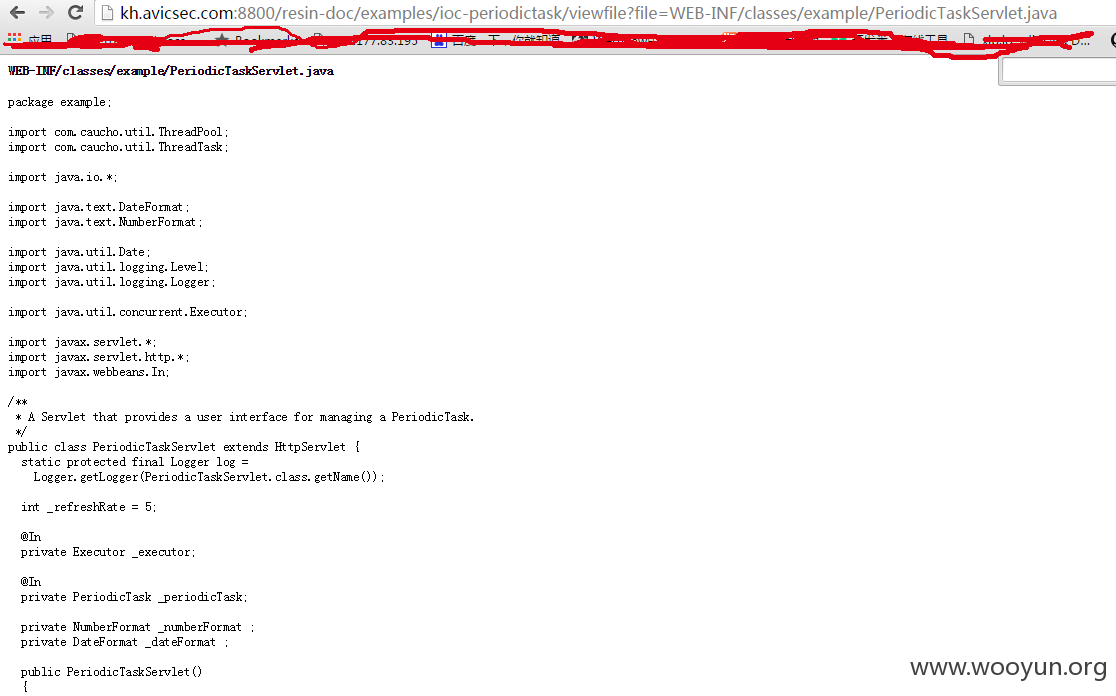 kh.avicsec.com:8800/resin-doc/examples/ioc-periodictask/viewfile?file=WEB-INF/classes/example/PeriodicTaskServlet.java
应用
WEB-INF/classes/example/PeriodicTaskServlet.java
package example;
import com.caucho.util.ThreadPool;
import com.caucho.util.ThreadTask;
import java.io.*;
import java.text.DateFormat;
import java.text.NumberFormat;
import java.util.Date;
import java.util.logging.Level;
import java.util.logging.Logger;
import java.util.concurrent.Executor;
import javax.servlet.*;
import javax.servlet.http.*;
import javax.webbeans.In;
/**
* A Servlet that provides a user interface for managing a PeriodicTask.
*/
public class PeriodicTaskServlet extends HttpServlet {
static protected final Logger log =
Logger.getLogger(PeriodicTaskServlet.class.getName());
int _refreshRate = 5;
@In
private Executor _executor;
@In
private PeriodicTask _periodicTask;
private NumberFormat _numberFormat ;
private DateFormat _dateFormat ;
public PeriodicTaskServlet()
{
www.wooyun.org